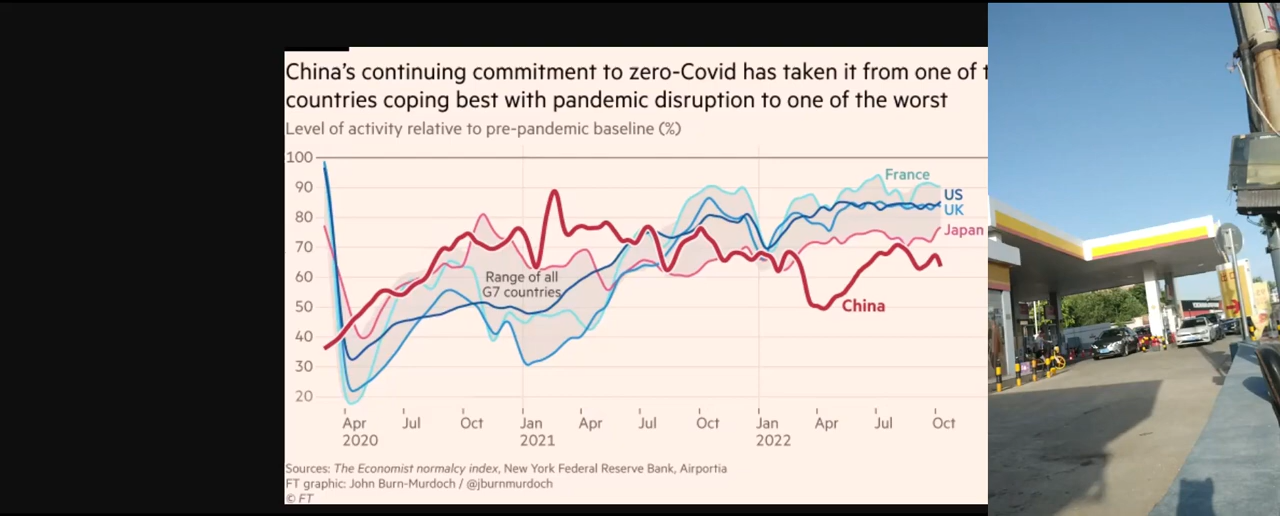 China's continuing commitment to zero-Covid has taken it from one of t
countries coping best with pandemic disruption to one of the worst
Level of activity relative to pre-pandemic baseline (%)
100
90
80
70
60
50
40
30
20
France
US
UK
Japan
Range of all
G7 countries
China
Apr Jul Oct Jan Apr Jul Oct Jan Apr Jul Oct
2020 2021 2022
Sources: The Economist normalcy index, New York Federal Reserve Bank, Airportia
FT graphic: John Burn-Murdoch / @jburnmurdoch
© FT